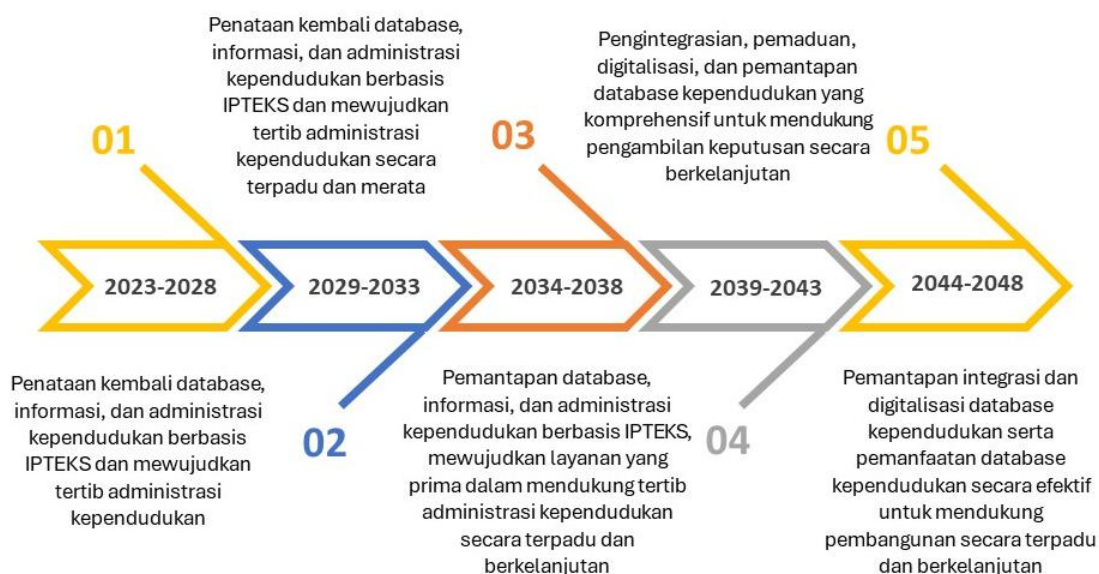 01
2023-2028
Penataan kembali database,
informasi, dan administrasi
kependudukan berbasis
IPTEKS dan mewujudkan
tertib administrasi
kependudukan
02
2029-2033
Penataan kembali database,
informasi, dan administrasi
kependudukan berbasis
IPTEKS dan mewujudkan
tertib administrasi
kependudukan secara
terpadu dan merata
03
2034-2038
Pemantapan database,
informasi, dan administrasi
kependudukan berbasis IPTEKS,
mewujudkan layanan yang
prima dalam mendukung tertib
administrasi kependudukan
secara terpadu dan
berkelanjutan
04
2039-2043
Pengintegrasian, pemaduan,
digitalisasi, dan pemantapan
database kependudukan yang
komprehensif untuk mendukung
pengambilan keputusan secara
berkelanjutan
05
2044-2048
Pemantapan integrasi dan
digitalisasi database
kependudukan serta
pemanfaatan database
kependudukan secara efektif
untuk mendukung
pembangunan secara terpadu
dan berkelanjutan